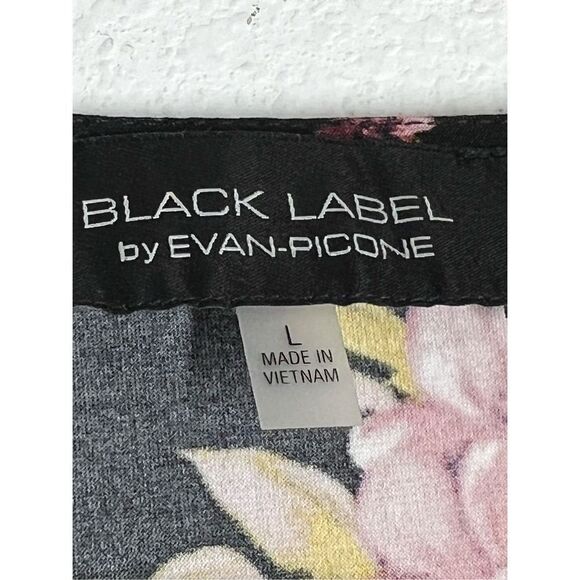 BLACK LABEL
by EVAN-PICONE
L
MADE IN
VIETNAM